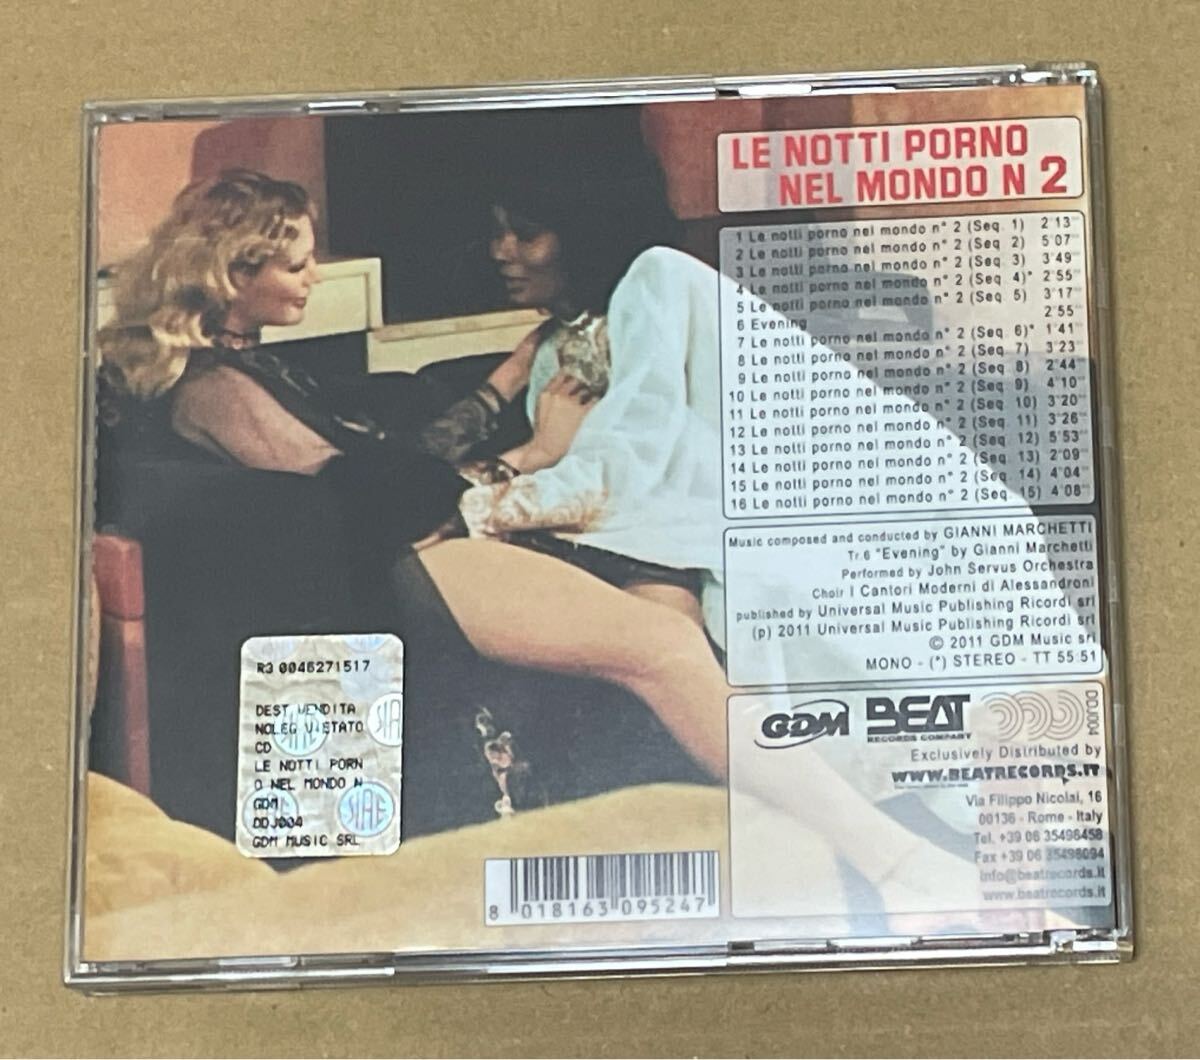 LE NOTTI PORNO
NEL MONDO N 2
1 Le notti porno nel mondo n° 2 (Seq. 1) 2'13"
2 Le notti porno nel mondo n° 2 (Seq. 2) 5'07"
3 Le notti porno nel mondo n° 2 (Seq. 3) 3'49"
4 Le notti porno nel mondo n° 2 (Seq. 4)* 2'55"
5 Le notti porno nel mondo n° 2 (Seq. 5) 3'17"
6 Evening 2'55"
7 Le notti porno nel mondo n° 2 (Seq. 6)* 1'41"
8 Le notti porno nel mondo n° 2 (Seq. 7) 3'23"
9 Le notti porno nel mondo n° 2 (Seq. 8) 2'44"
10 Le notti porno nel mondo n° 2 (Seq. 9) 4'10"
11 Le notti porno nel mondo n° 2 (Seq. 10) 3'20"
12 Le notti porno nel mondo n° 2 (Seq. 11) 3'26"
13 Le notti porno nel mondo n° 2 (Seq. 12) 5'53"
14 Le notti porno nel mondo n° 2 (Seq. 13) 2'09"
15 Le notti porno nel mondo n° 2 (Seq. 14) 4'04"
16 Le notti porno nel mondo n° 2 (Seq. 15) 4'08"
Music composed and conducted by GIANNI MARCHETTI
Tr.6 "Evening" by Gianni Marchetti
Performed by John Servus Orchestra
Choir I Cantori Moderni di Alessandroni
published by Universal Music Publishing Ricordi srl
(p) 2011 Universal Music Publishing Ricordi srl
© 2011 GDM Music srl
MONO - (*) STEREO - TT 55:51
GDM BEAT
RECORDS COMPANY
DDJ004
Exclusively Distributed by
WWW.BEATRECORDS.IT
Via Filippo Nicolai, 16
00136 - Rome - Italy
Tel. +39 06 35498458
Fax +39 06 35498094
info@beatrecords.it
www.beatrecords.it
R3 0046271517
DEST VENDITA
NOLEG VIETATO
CD
LE NOTTI PORN
O NEL MONDO N
GDM
DDJ004
GDM MUSIC SRL
SIAE
8 018163 095247